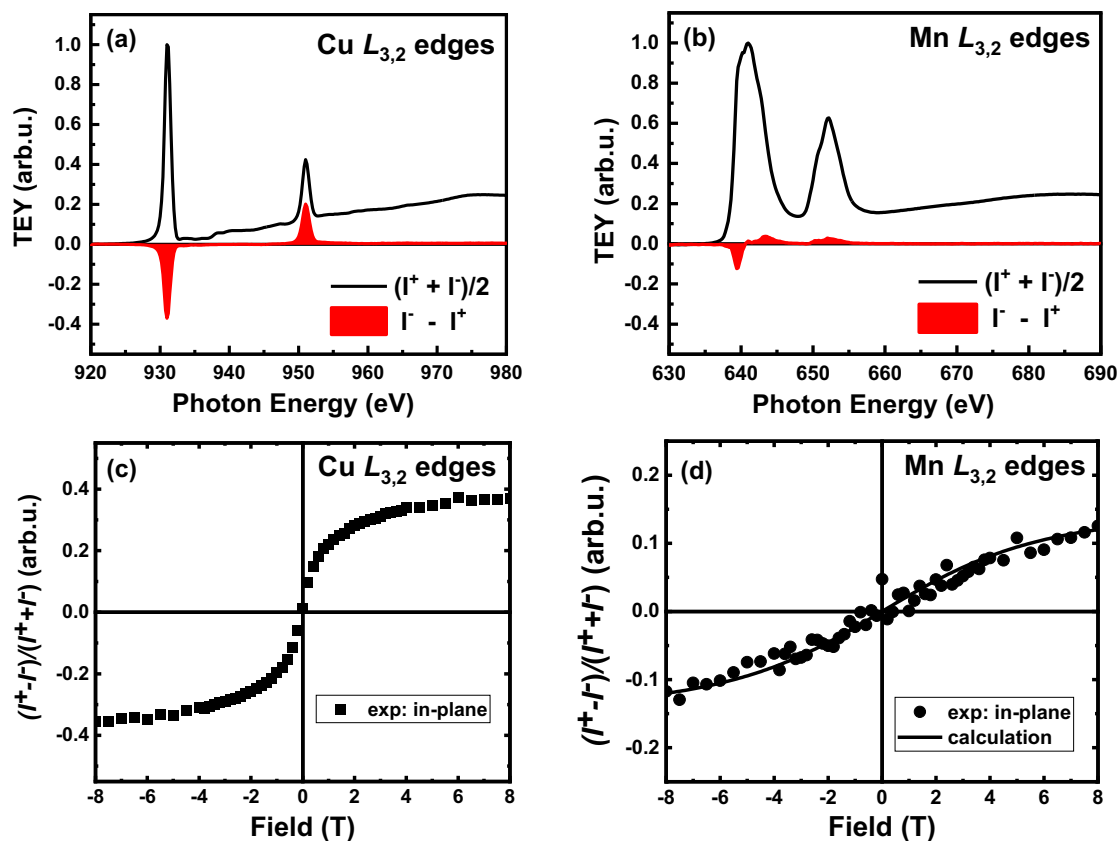 (a)
Cu L3,2 edges
1.0
0.8
0.6
0.4
0.2
0.0
-0.2
-0.4
TEY (arb.u.)
(I+ + I-)/2
I- - I+
920 930 940 950 960 970 980
Photon Energy (eV)
(b)
Mn L3,2 edges
1.0
0.8
0.6
0.4
0.2
0.0
-0.2
-0.4
TEY (arb.u.)
(I+ + I-)/2
I- - I+
630 640 650 660 670 680 690
Photon Energy (eV)
(c)
Cu L3,2 edges
0.4
0.2
0.0
-0.2
-0.4
(I+-I-)/(I++I-) (arb.u.)
exp: in-plane
-8 -6 -4 -2 0 2 4 6 8
Field (T)
(d)
Mn L3,2 edges
0.2
0.1
0.0
-0.1
-0.2
(I+-I-)/(I++I-) (arb.u.)
exp: in-plane
calculation
-8 -6 -4 -2 0 2 4 6 8
Field (T)